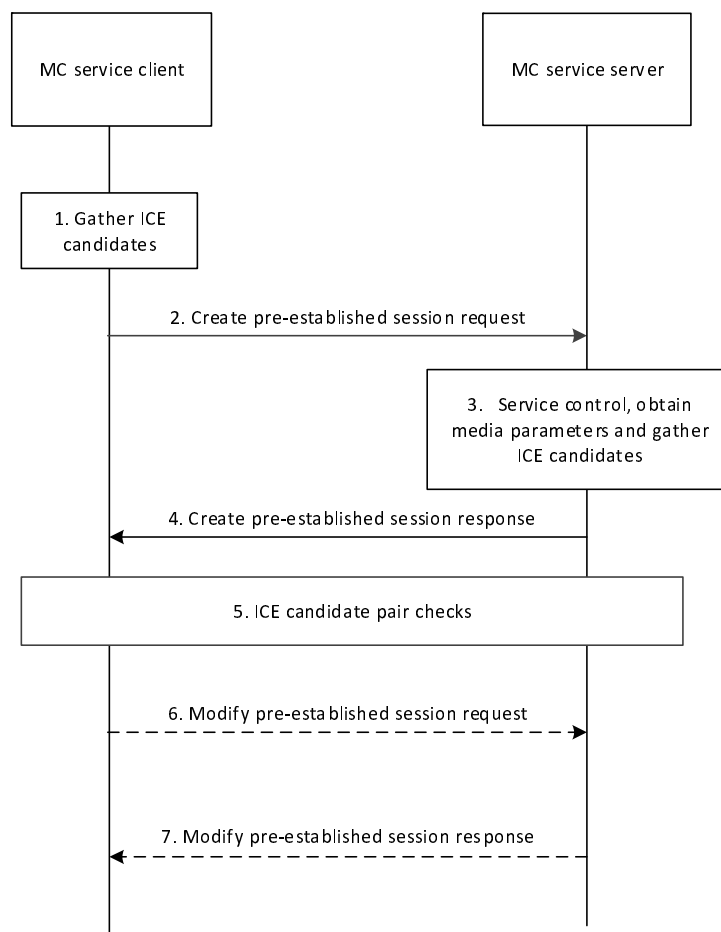 MC service client
MC service server
1. Gather ICE
candidates
2. Create pre-established session request
3. Service control, obtain
media parameters and gather
ICE candidates
4. Create pre-established session response
5. ICE candidate pair checks
6. Modify pre-established session request
7. Modify pre-established session response